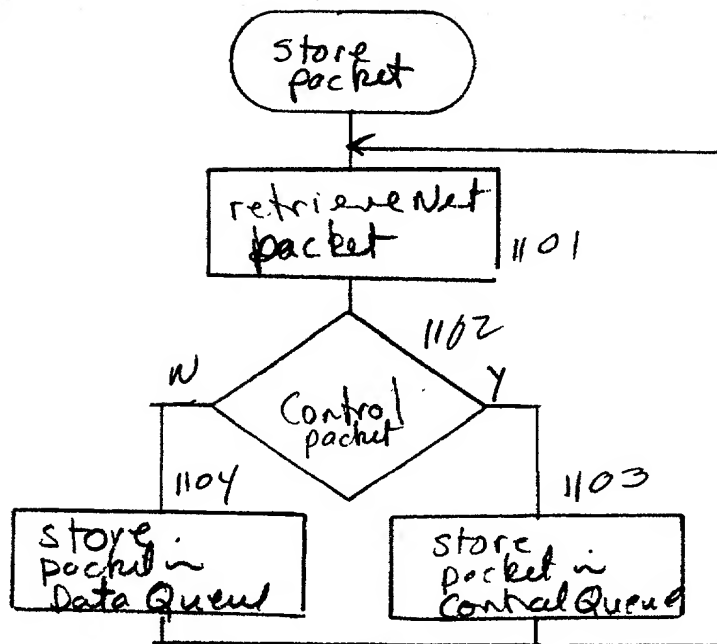 store
packet
retrieve Net
packet
1101
1102
N
Y
Control
packet
1104
1103
store
packet in
Data Queue
store
packet in
Control Queue